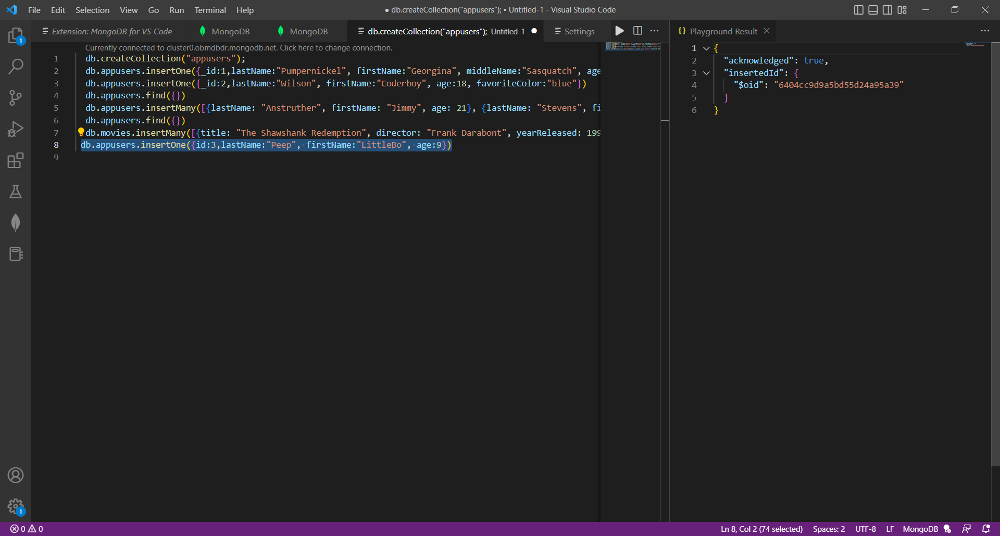 File Edit Selection View Go Run Terminal Help
● db.createCollection("appusers"); • Untitled-1 - Visual Studio Code
Extension: MongoDB for VS Code
MongoDB
MongoDB
db.createCollection("appusers"); Untitled-1
Settings
Currently connected to cluster0.obmdbdr.mongodb.net. Click here to change connection.
1 db.createCollection("appusers");
2 db.appusers.insertOne({_id:1,lastName:"Pumpernickel", firstName:"Georgina", middleName:"Sasquatch", age
3 db.appusers.insertOne({_id:2,lastName:"Wilson", firstName:"Coderboy", age:18, favoriteColor:"blue"})
4 db.appusers.find({})
5 db.appusers.insertMany([{lastName: "Anstruther", firstName: "Jimmy", age: 21}, {lastName: "Stevens", fi
6 db.appusers.find({})
7 db.movies.insertMany([{title: "The Shawshank Redemption", director: "Frank Darabont", yearReleased: 199
8 db.appusers.insertOne({id:3,lastName:"Peep", firstName:"LittleBo", age:9})
9
{} Playground Result
1 {
2 "acknowledged": true,
3 "insertedId": {
4 "$oid": "6404cc9d9a5bd55d24a95a39"
5 }
6 }
1
1
0 0
Ln 8, Col 2 (74 selected) Spaces: 2 UTF-8 LF MongoDB